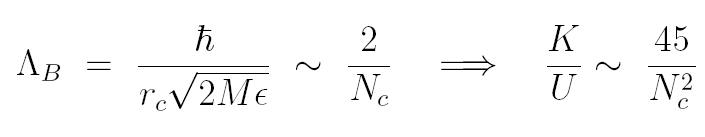 Λ_B = ħ / (r_c√(2Mϵ)) ∼ 2 / N_c ⟹ K / U ∼ 45 / N_c^2